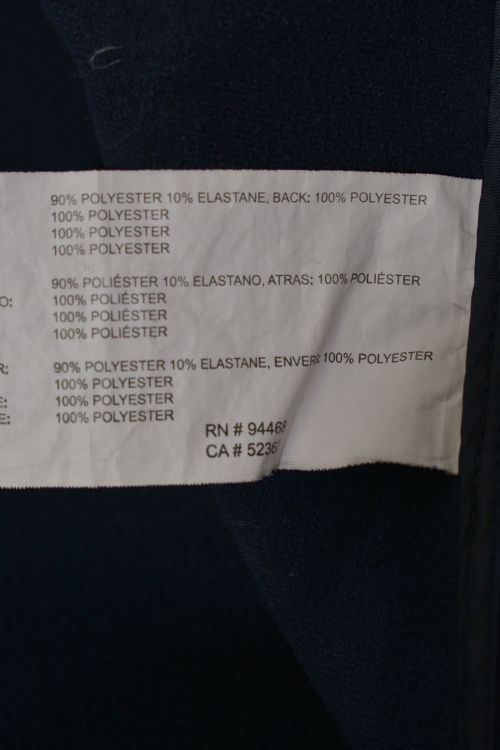 90% POLYESTER 10% ELASTANE, BACK: 100% POLYESTER
100% POLYESTER
100% POLYESTER
100% POLYESTER
90% POLIÉSTER 10% ELASTANO, ATRAS: 100% POLIÉSTER
O: 100% POLIÉSTER
100% POLIÉSTER
100% POLIÉSTER
R: 90% POLYESTER 10% ELASTANE, ENVERS: 100% POLYESTER
100% POLYESTER
E: 100% POLYESTER
E: 100% POLYESTER
RN # 94468
CA # 52361